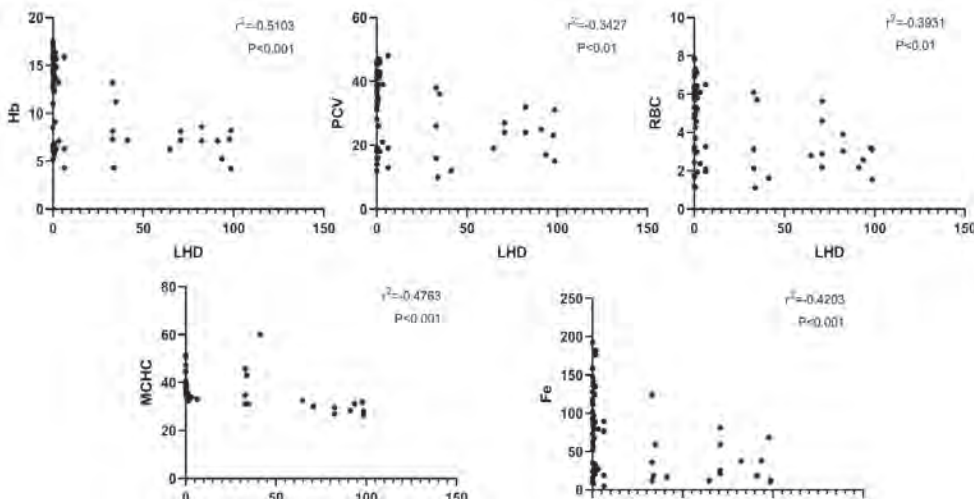 20
15
10
5
0
Hb
0 50 100 150
LHD
r²=-0.5103
P<0.001
60
40
20
0
PCV
0 50 100 150
LHD
r²=-0.3427
P<0.01
10
8
6
4
2
0
RBC
0 50 100 150
LHD
r²=-0.3931
P<0.01
80
60
40
20
0
MCHC
0 50 100 150
r²=-0.4763
P<0.001
250
200
150
100
50
0
Fe
r²=-0.4203
P<0.001